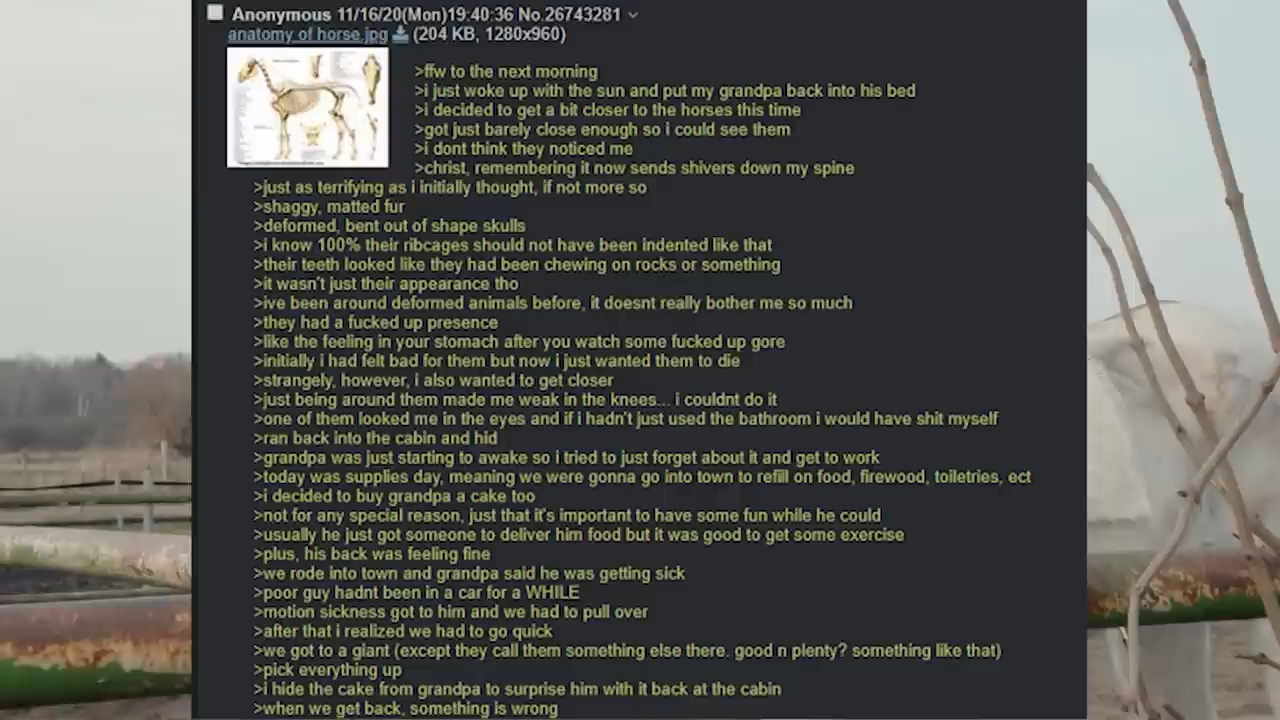 Anonymous 11/16/20(Mon)19:40:36 No.26743281
anatomy of horse.jpg (204 KB, 1280x960)
>ffw to the next morning
>i just woke up with the sun and put my grandpa back into his bed
>i decided to get a bit closer to the horses this time
>got just barely close enough so i could see them
>i dont think they noticed me
>christ, remembering it now sends shivers down my spine
>just as terrifying as i initially thought, if not more so
>shaggy, matted fur
>deformed, bent out of shape skulls
>i know 100% their ribcages should not have been indented like that
>their teeth looked like they had been chewing on rocks or something
>it wasn't just their appearance tho
>ive been around deformed animals before, it doesnt really bother me so much
>they had a fucked up presence
>like the feeling in your stomach after you watch some fucked up gore
>initially i had felt bad for them but now i just wanted them to die
>strangely, however, i also wanted to get closer
>just being around them made me weak in the knees... i couldnt do it
>one of them looked me in the eyes and if i hadn't just used the bathroom i would have shit myself
>ran back into the cabin and hid
>grandpa was just starting to awake so i tried to just forget about it and get to work
>today was supplies day, meaning we were gonna go into town to refill on food, firewood, toiletries, ect
>i decided to buy grandpa a cake too
>not for any special reason, just that it's important to have some fun while he could
>usually he just got someone to deliver him food but it was good to get some exercise
>plus, his back was feeling fine
>we rode into town and grandpa said he was getting sick
>poor guy hadnt been in a car for a WHILE
>motion sickness got to him and we had to pull over
>after that i realized we had to go quick
>we got to a giant (except they call them something else there. good n plenty? something like that)
>pick everything up
>i hide the cake from grandpa to surprise him with it back at the cabin
>when we get back, something is wrong